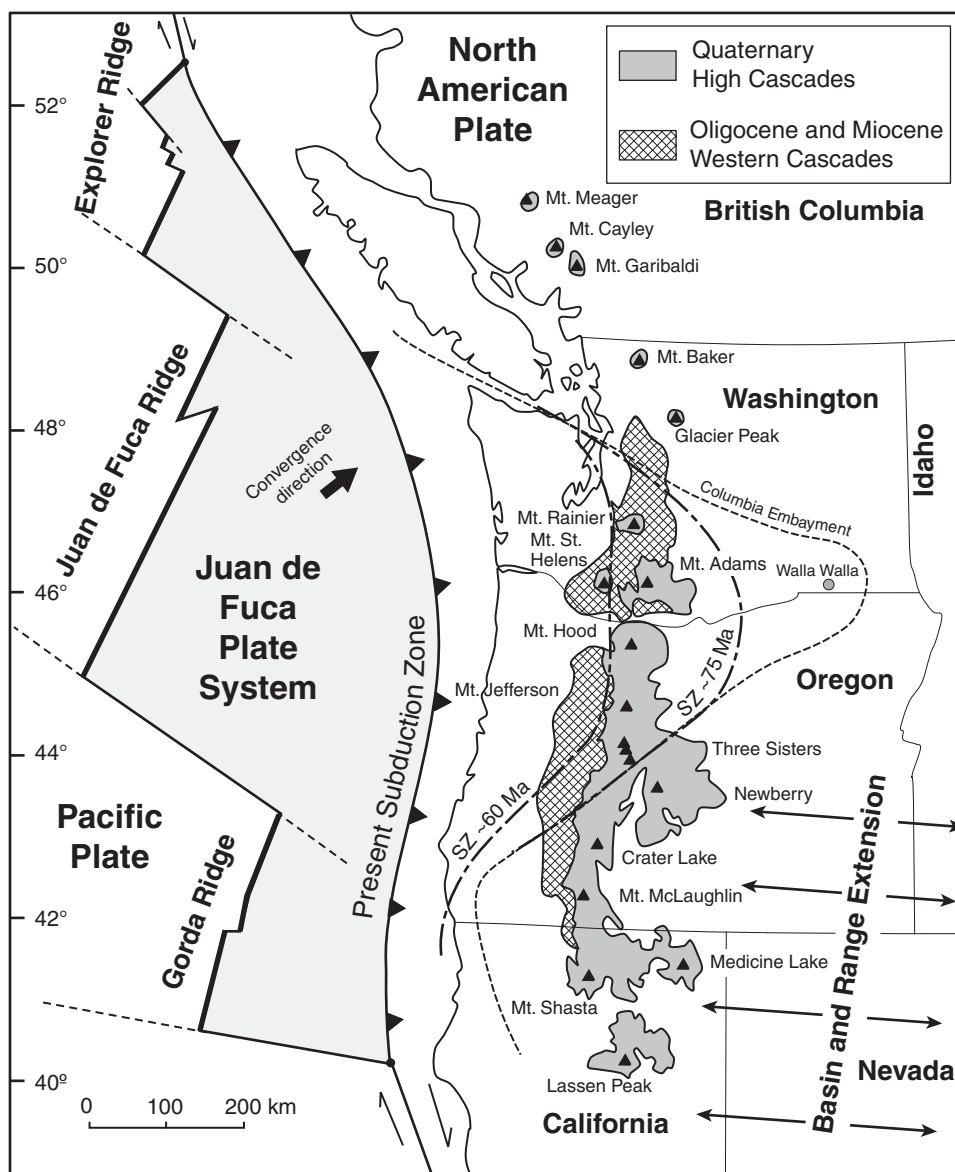 North
American
Plate
Quaternary
High Cascades
Oligocene and Miocene
Western Cascades
British Columbia
52°
50°
48°
46°
44°
42°
40º
Explorer Ridge
Juan de Fuca Ridge
Gorda Ridge
Convergence
direction
Juan de
Fuca
Plate
System
Pacific
Plate
Present Subduction Zone
Mt. Meager
Mt. Cayley
Mt. Garibaldi
Mt. Baker
Washington
Glacier Peak
Idaho
Columbia Embayment
Mt. Rainier
Mt. St.
Helens
Mt. Adams
Walla Walla
Mt. Hood
SZ ~75 Ma
Oregon
Mt. Jefferson
Three Sisters
Newberry
SZ ~60 Ma
Crater Lake
Mt. McLaughlin
Basin and Range Extension
Medicine Lake
Mt. Shasta
Lassen Peak
Nevada
California
0 100 200 km